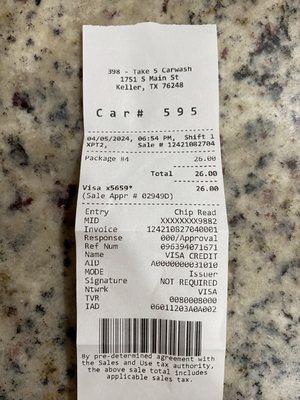 398 - Take 5 Carwash
1751 S Main St
Keller, TX 76248
Car# 595
04/05/2024, 06:54 PM, Shift 1
XPT2, Sale # 12421082704
Package #4 26.00
Total 26.00
Visa x5659* 26.00
(Sale Appr # 02949D)
Entry Chip Read
MID XXXXXXXX9882
Invoice 124210827040001
Response 000/Approval
Ref Num 096394071671
Name VISA CREDIT
AID A0000000031010
MODE Issuer
Signature NOT REQUIRED
Ntwrk VISA
TVR 0080008000
IAD 06011203A0A002
By pre-determined agreement with
the Sales and Use tax authority,
the above sale total includes
applicable sales tax.